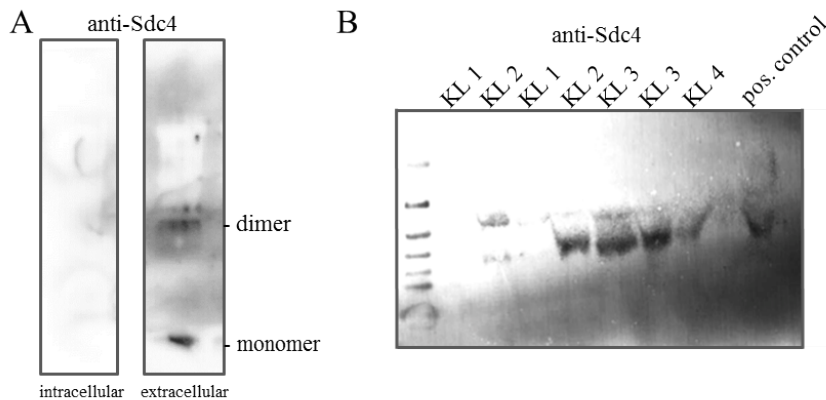 A
anti-Sdc4
dimer
monomer
intracellular
extracellular
B
anti-Sdc4
KL 1
KL 2
KL 1
KL 2
KL 3
KL 3
KL 4
pos. control